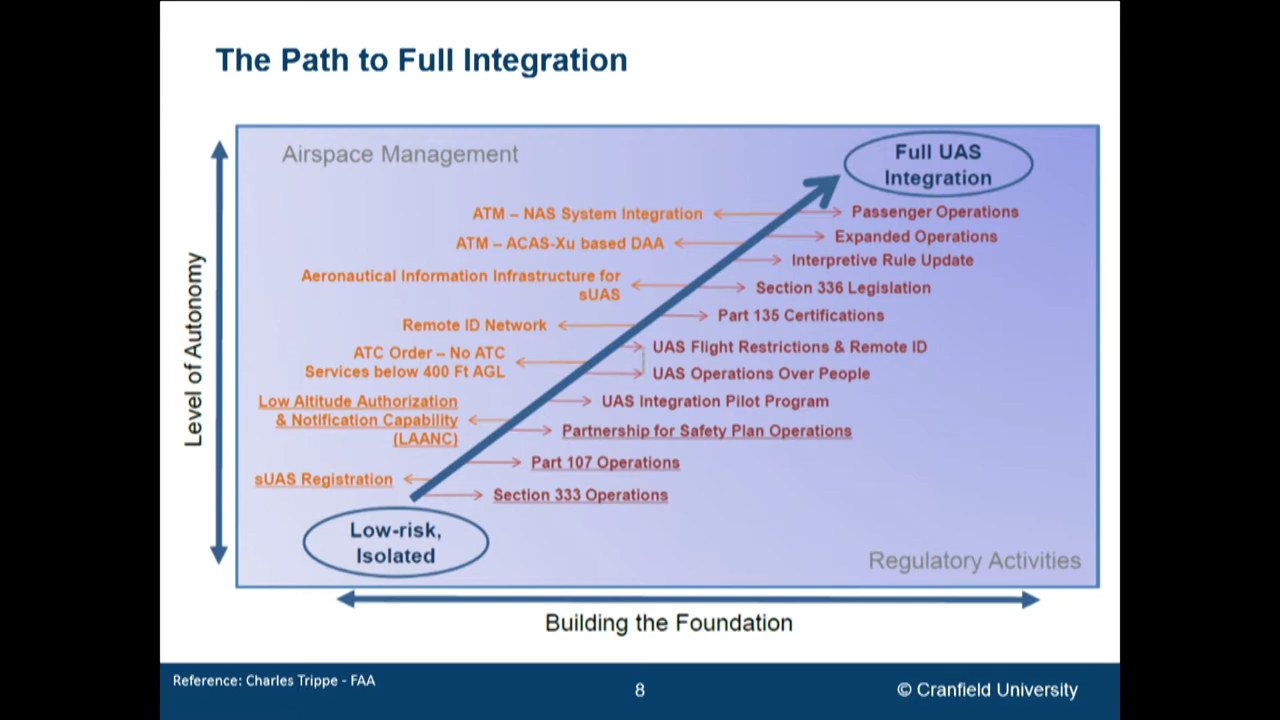 The Path to Full Integration
Airspace Management
Full UAS
Integration
ATM – NAS System Integration
Passenger Operations
ATM – ACAS-Xu based DAA
Expanded Operations
Interpretive Rule Update
Aeronautical Information Infrastructure for
sUAS
Section 336 Legislation
Part 135 Certifications
Remote ID Network
UAS Flight Restrictions & Remote ID
ATC Order – No ATC
Services below 400 Ft AGL
UAS Operations Over People
Low Altitude Authorization
& Notification Capability
(LAANC)
UAS Integration Pilot Program
Partnership for Safety Plan Operations
Part 107 Operations
sUAS Registration
Section 333 Operations
Low-risk,
Isolated
Regulatory Activities
Level of Autonomy
Building the Foundation
Reference: Charles Trippe - FAA
8
© Cranfield University